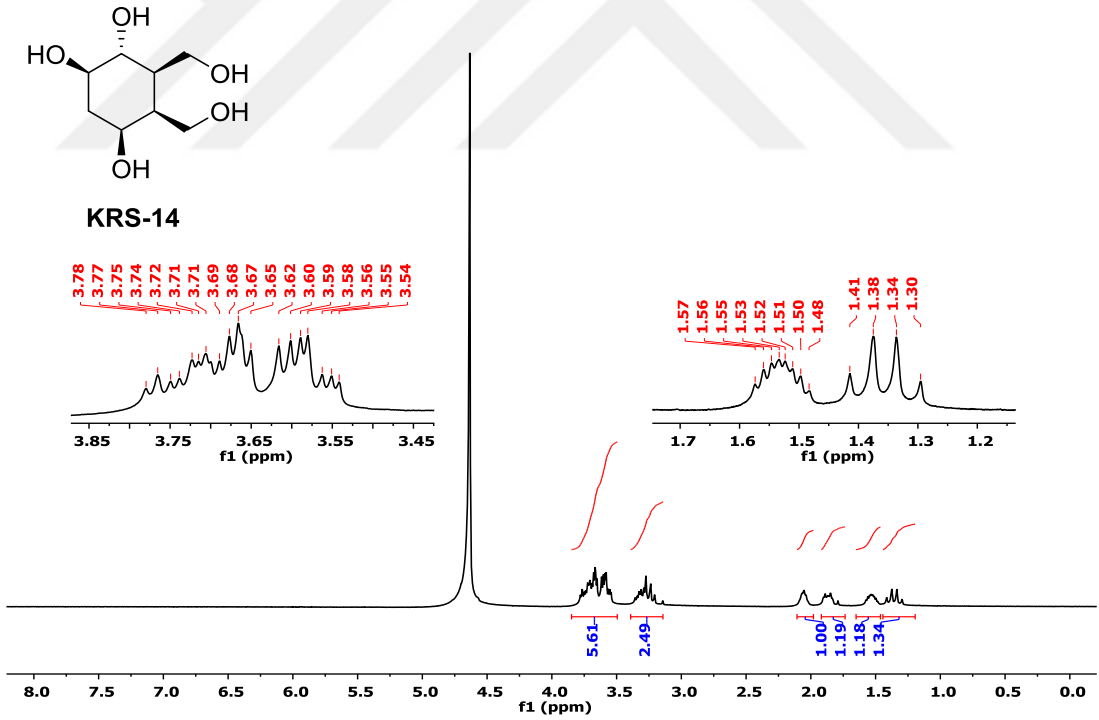 OH
HO
OH
OH
OH
KRS-14
3.78 3.77 3.75 3.74 3.72 3.71 3.71 3.69 3.68 3.67 3.65 3.62 3.60 3.59 3.58 3.56 3.55 3.54
3.85 3.75 3.65 3.55 3.45
f1 (ppm)
1.57 1.56 1.55 1.53 1.52 1.51 1.50 1.48 1.41 1.38 1.34 1.30
1.7 1.6 1.5 1.4 1.3 1.2
f1 (ppm)
5.61 2.49 1.00 1.19 1.18 1.34
8.0 7.5 7.0 6.5 6.0 5.5 5.0 4.5 4.0 3.5 3.0 2.5 2.0 1.5 1.0 0.5 0.0
f1 (ppm)